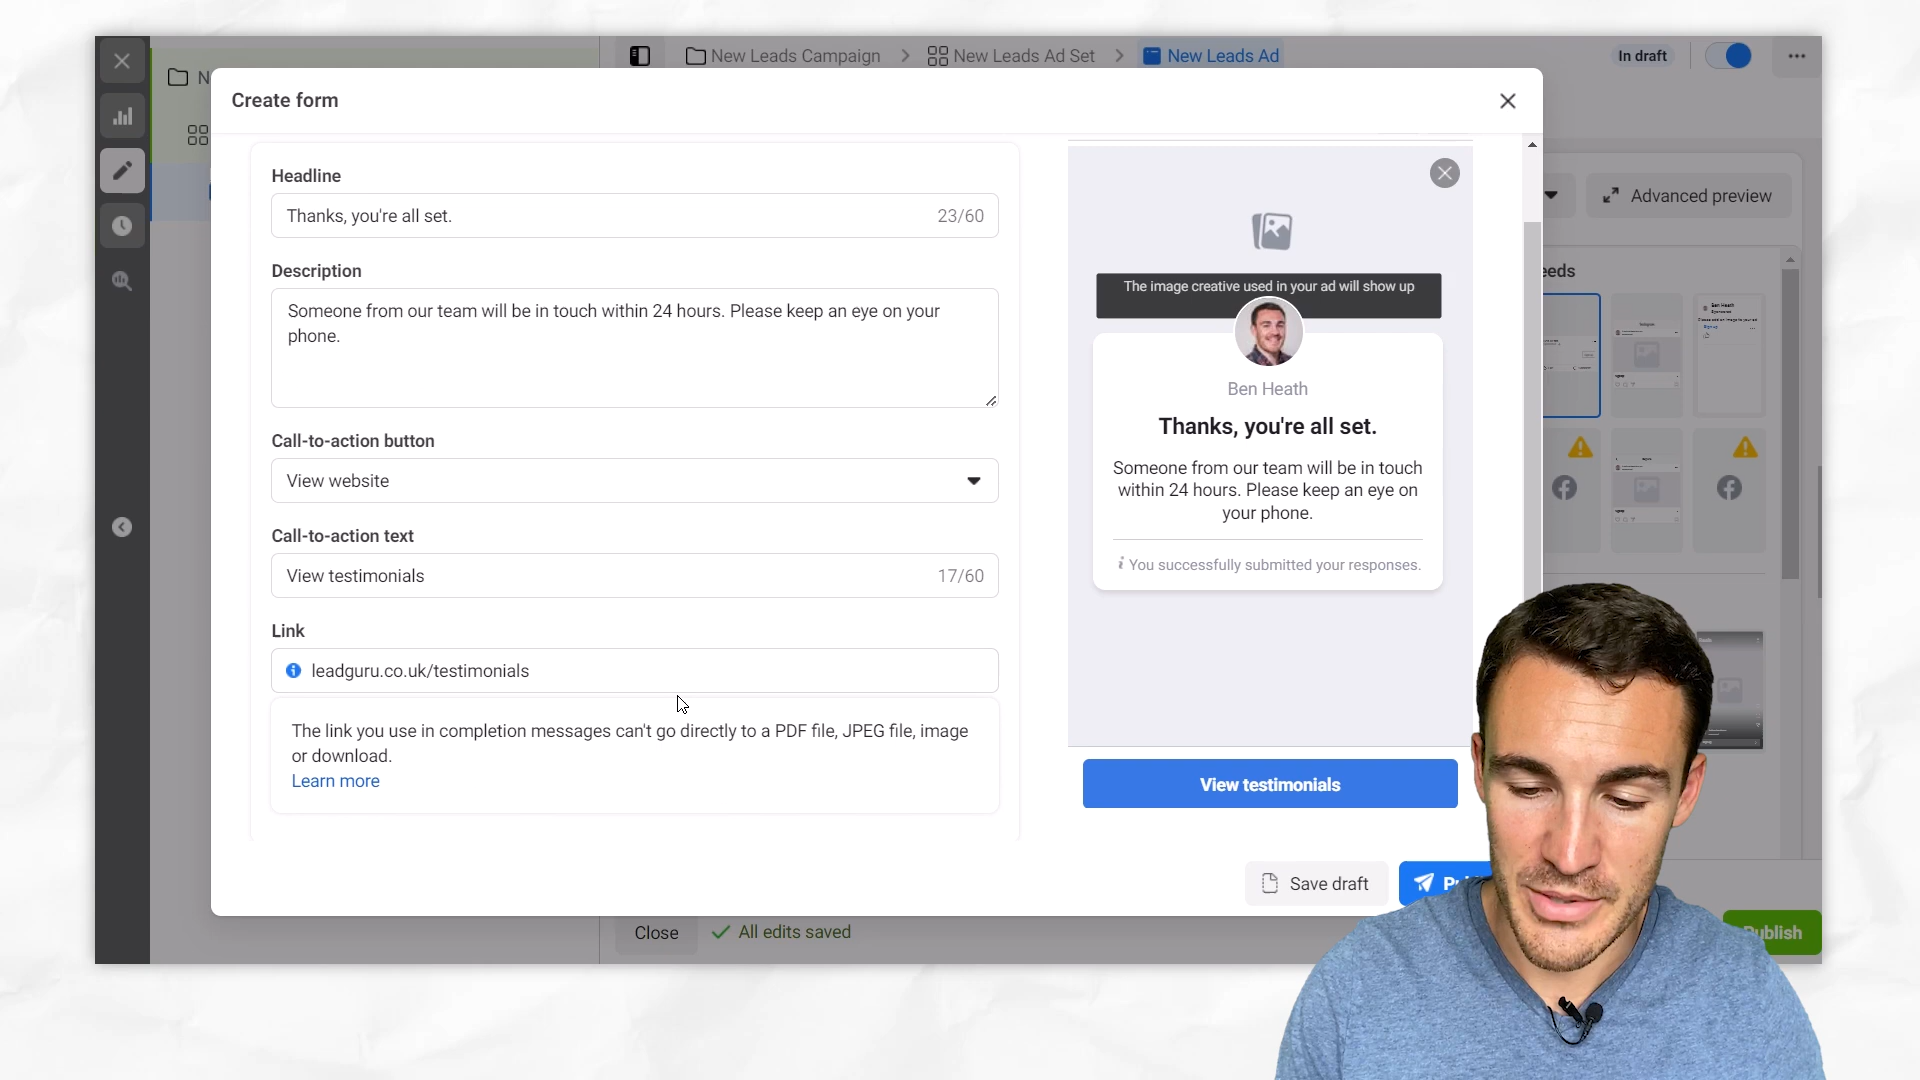 New Leads Campaign
New Leads Ad Set
New Leads Ad
In draft
N
Create form
Advanced preview
eeds
Headline
Thanks, you're all set.
23/60
Description
Someone from our team will be in touch within 24 hours. Please keep an eye on your
phone.
Call-to-action button
View website
Call-to-action text
View testimonials
17/60
Link
leadguru.co.uk/testimonials
The link you use in completion messages can't go directly to a PDF file, JPEG file, image
or download.
Learn more
The image creative used in your ad will show up
Ben Heath
Thanks, you're all set.
Someone from our team will be in touch
within 24 hours. Please keep an eye on
your phone.
You successfully submitted your responses.
View testimonials
Ben Heath
Save draft
Close
All edits saved
Publish